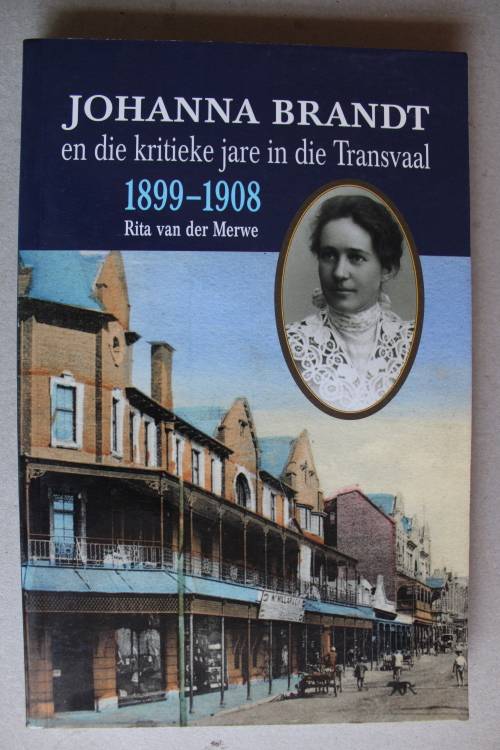 JOHANNA BRANDT
en die kritieke jare in die Transvaal
1899–1908
Rita van der Merwe